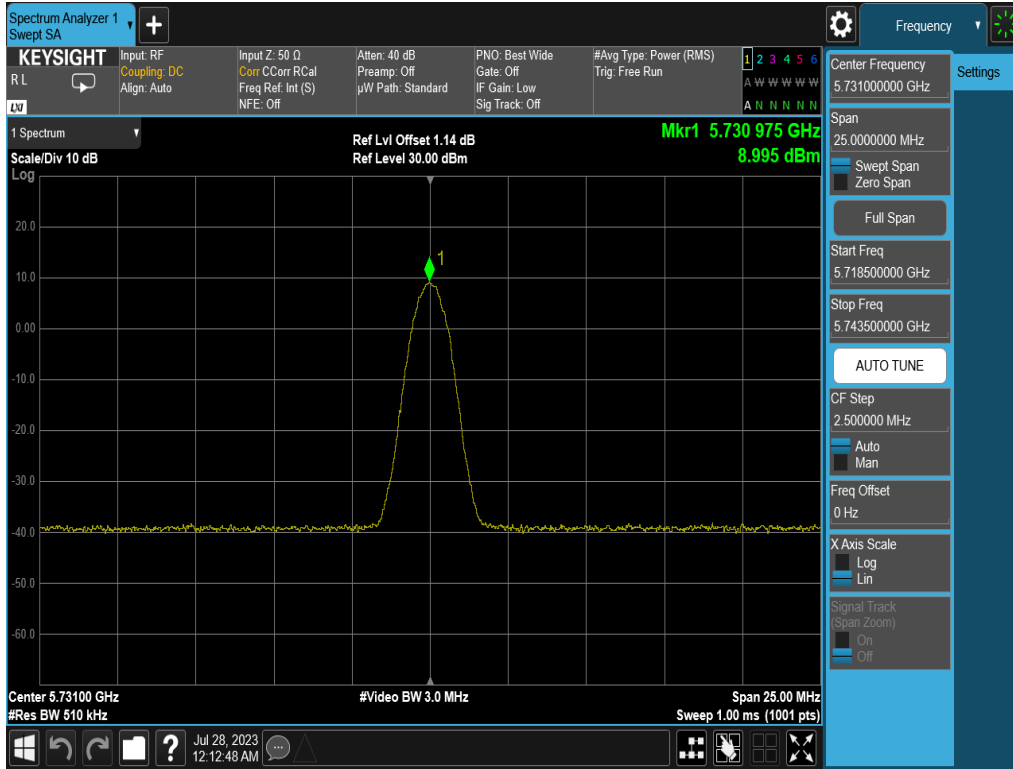 Spectrum Analyzer 1
Swept SA
+
Frequency
KEYSIGHT
R L
LXI
Input: RF
Coupling: DC
Align: Auto
Input Z: 50 Ω
Corr CCorr RCal
Freq Ref: Int (S)
NFE: Off
Atten: 40 dB
Preamp: Off
µW Path: Standard
PNO: Best Wide
Gate: Off
IF Gain: Low
Sig Track: Off
#Avg Type: Power (RMS)
Trig: Free Run
1 2 3 4 5 6
A W W W W W
A N N N N N
1 Spectrum
Scale/Div 10 dB
Log
Ref Lvl Offset 1.14 dB
Ref Level 30.00 dBm
Mkr1 5.730 975 GHz
8.995 dBm
20.0
10.0
0.00
-10.0
-20.0
-30.0
-40.0
-50.0
-60.0
1
Center 5.73100 GHz
#Res BW 510 kHz
#Video BW 3.0 MHz
Span 25.00 MHz
Sweep 1.00 ms (1001 pts)
?
Jul 28, 2023
12:12:48 AM
Center Frequency
5.731000000 GHz
Settings
Span
25.0000000 MHz
Swept Span
Zero Span
Full Span
Start Freq
5.718500000 GHz
Stop Freq
5.743500000 GHz
AUTO TUNE
CF Step
2.500000 MHz
Auto
Man
Freq Offset
0 Hz
X Axis Scale
Log
Lin
Signal Track
(Span Zoom)
On
Off